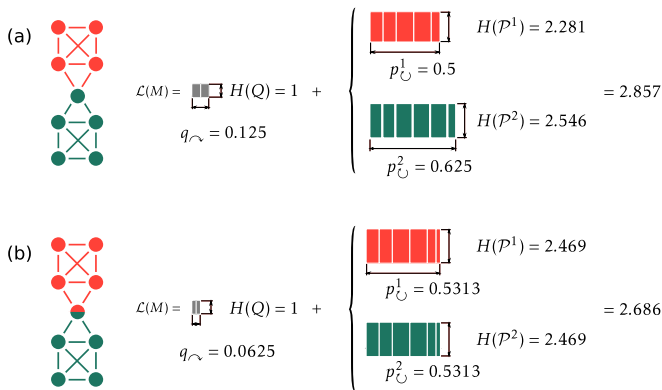 (a)
ℒ(M) = H(Q) = 1 +
q↷ = 0.125
H(𝒫¹) = 2.281
p¹↻ = 0.5
H(𝒫²) = 2.546
p²↻ = 0.625
= 2.857
(b)
ℒ(M) = H(Q) = 1 +
q↷ = 0.0625
H(𝒫¹) = 2.469
p¹↻ = 0.5313
H(𝒫²) = 2.469
p²↻ = 0.5313
= 2.686